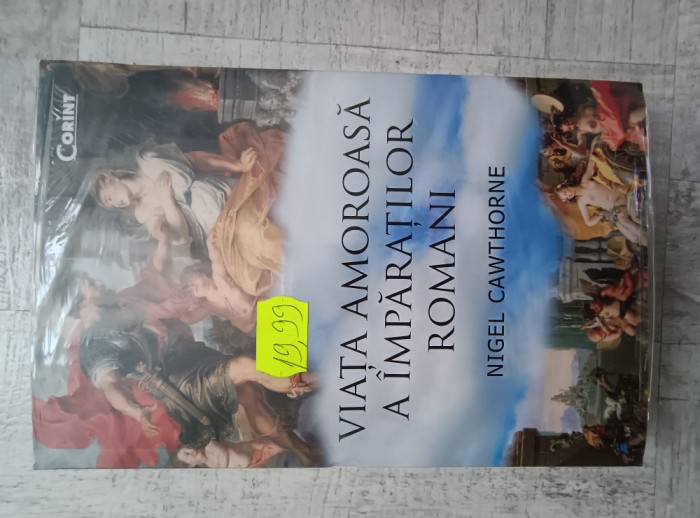 CORINT
19,99
VIAȚA AMOROASĂ
A ÎMPĂRAȚILOR
ROMANI
NIGEL CAWTHORNE